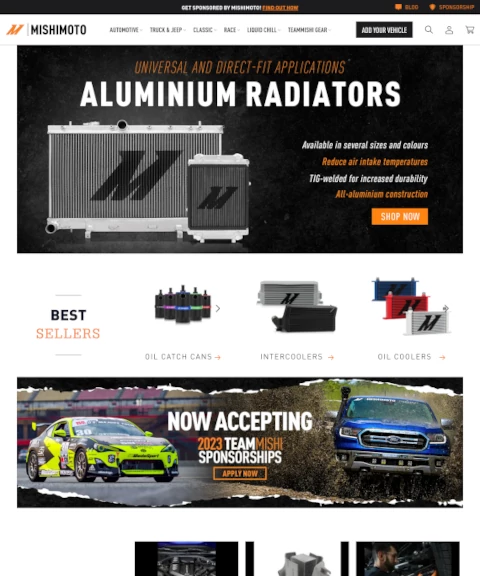 GET SPONSORED BY MISHIMOTO! FIND OUT HOW
BLOG
SPONSORSHIP
MISHIMOTO
AUTOMOTIVE
TRUCK & JEEP
CLASSIC
RACE
LIQUID CHILL
TEAMMISHI GEAR
ADD YOUR VEHICLE
UNIVERSAL AND DIRECT-FIT APPLICATIONS
ALUMINIUM RADIATORS
Available in several sizes and colours
Reduce air intake temperatures
TIG-welded for increased durability
All-aluminium construction
SHOP NOW
BEST
SELLERS
OIL CATCH CANS →
INTERCOOLERS →
OIL COOLERS →
NOW ACCEPTING
2023 TEAMMISHI
SPONSORSHIPS
APPLY NOW